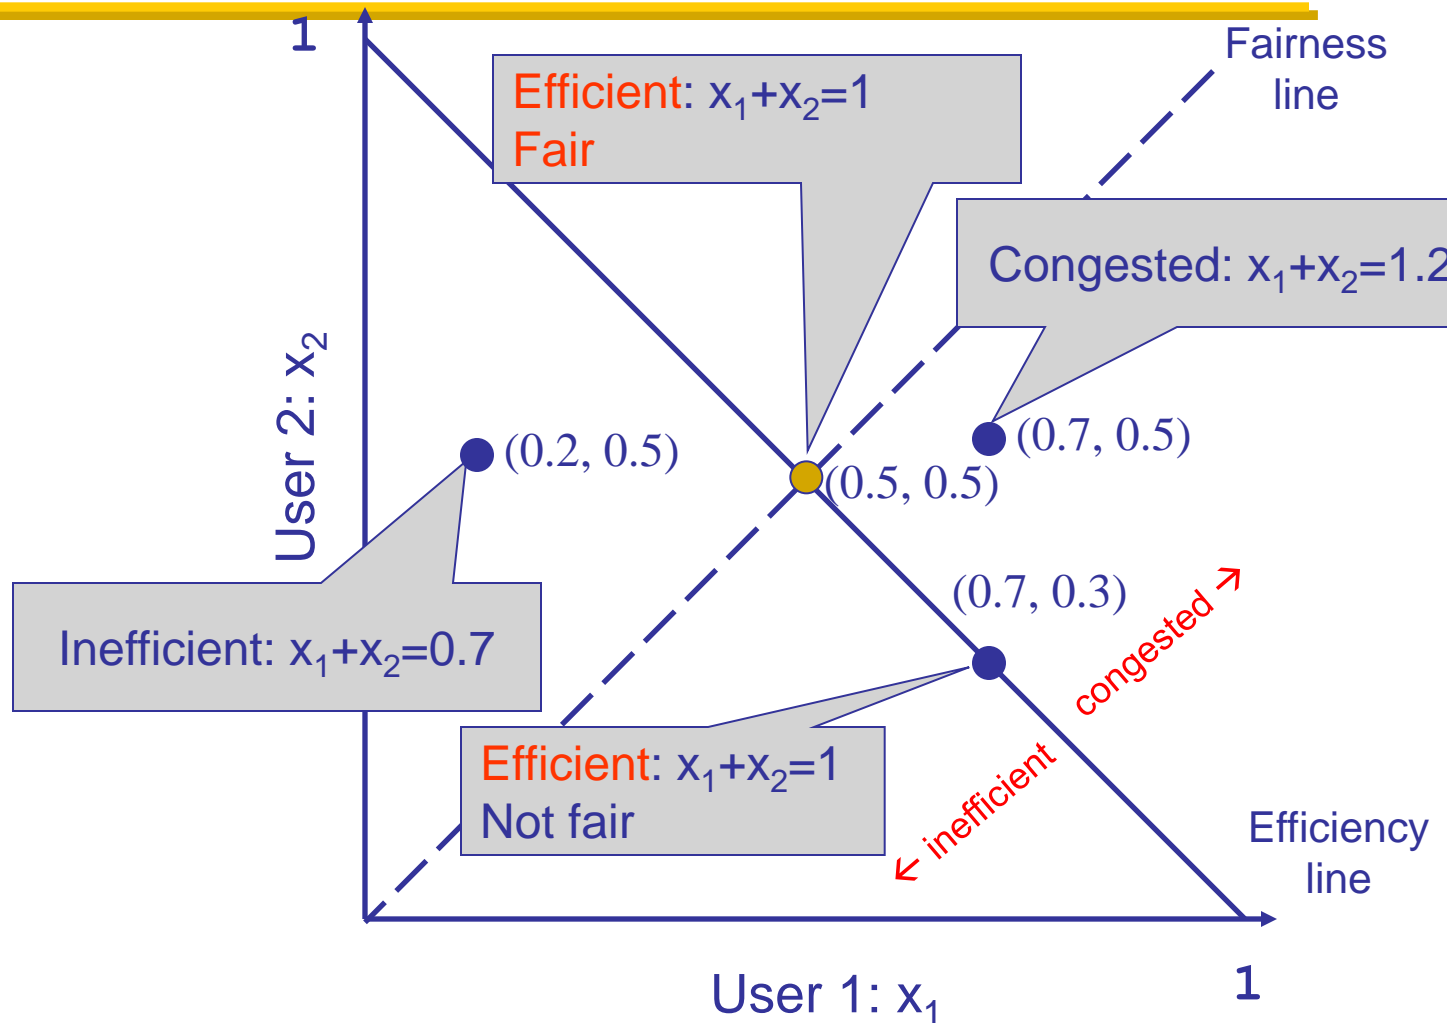 1
Fairness
line
Efficient: x₁+x₂=1
Fair
Congested: x₁+x₂=1.2
User 2: x₂
(0.2, 0.5)
(0.7, 0.5)
(0.5, 0.5)
(0.7, 0.3)
Inefficient: x₁+x₂=0.7
congested →
Efficient: x₁+x₂=1
Not fair
← inefficient
Efficiency
line
User 1: x₁
1